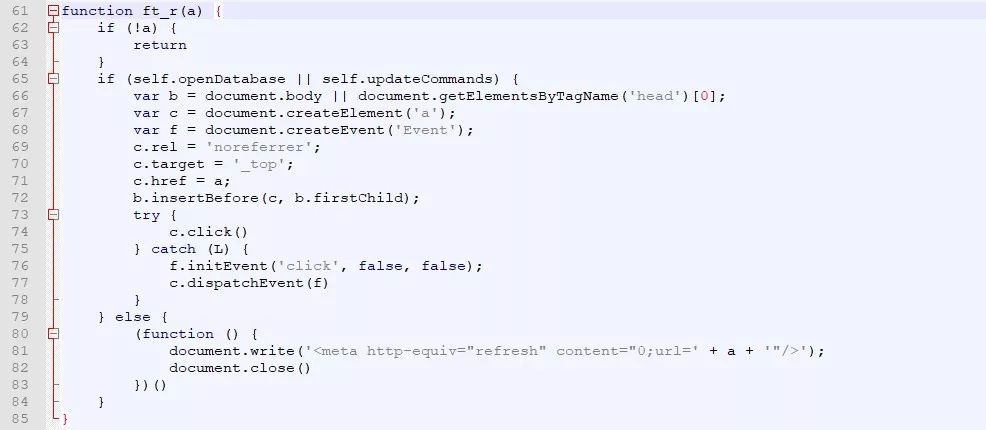 61 function ft_r(a) {
62     if (!a) {
63         return
64     }
65     if (self.openDatabase || self.updateCommands) {
66         var b = document.body || document.getElementsByTagName('head')[0];
67         var c = document.createElement('a');
68         var f = document.createEvent('Event');
69         c.rel = 'noreferrer';
70         c.target = '_top';
71         c.href = a;
72         b.insertBefore(c, b.firstChild);
73         try {
74             c.click()
75         } catch (L) {
76             f.initEvent('click', false, false);
77             c.dispatchEvent(f)
78         }
79     } else {
80         (function () {
81             document.write('<meta http-equiv="refresh" content="0;url=' + a + '"/>');
82             document.close()
83         })()
84     }
85 }